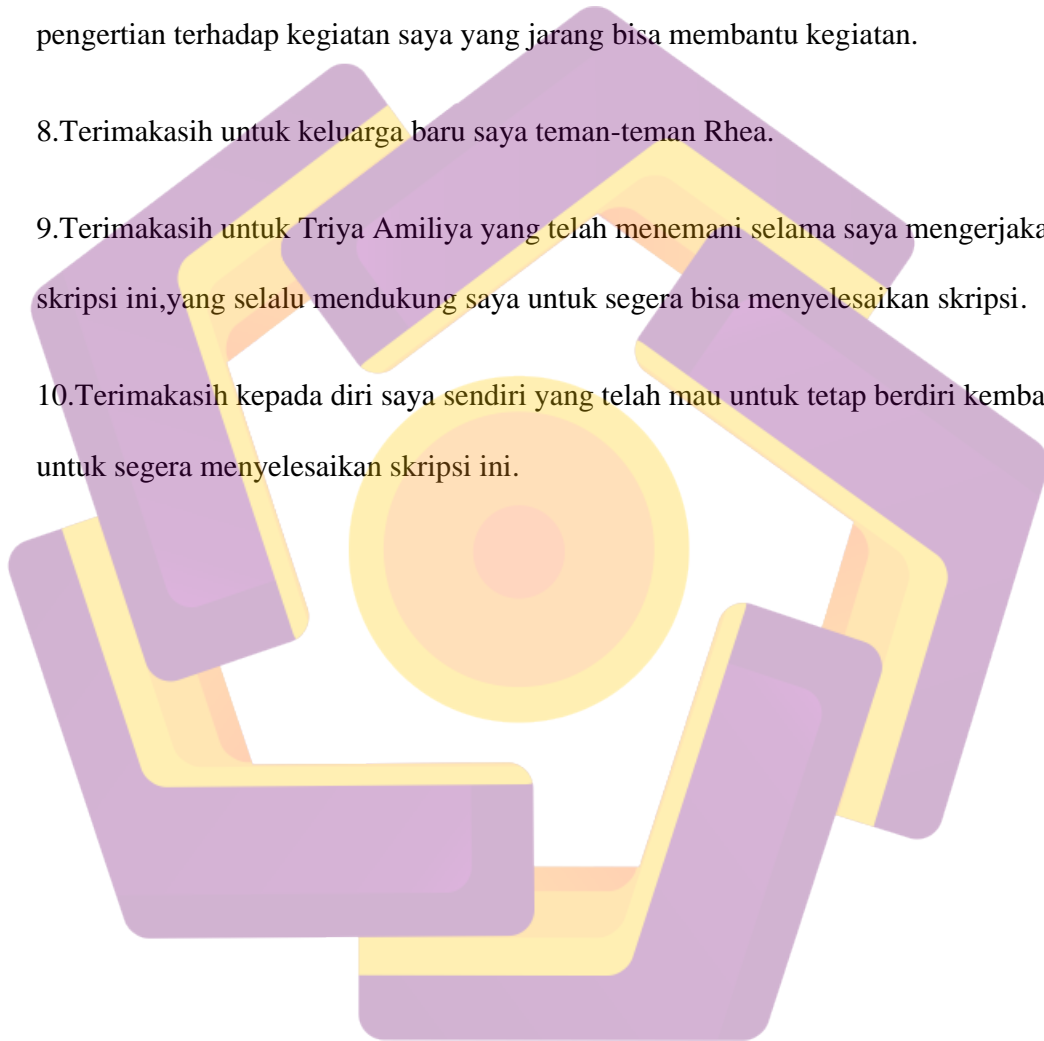 pengertian terhadap kegiatan saya yang jarang bisa membantu kegiatan.
8.Terimakasih untuk keluarga baru saya teman-teman Rhea.
9.Terimakasih untuk Triya Amiliya yang telah menemani selama saya mengerjaka
skripsi ini,yang selalu mendukung saya untuk segera bisa menyelesaikan skripsi.
10.Terimakasih kepada diri saya sendiri yang telah mau untuk tetap berdiri kemba
untuk segera menyelesaikan skripsi ini.